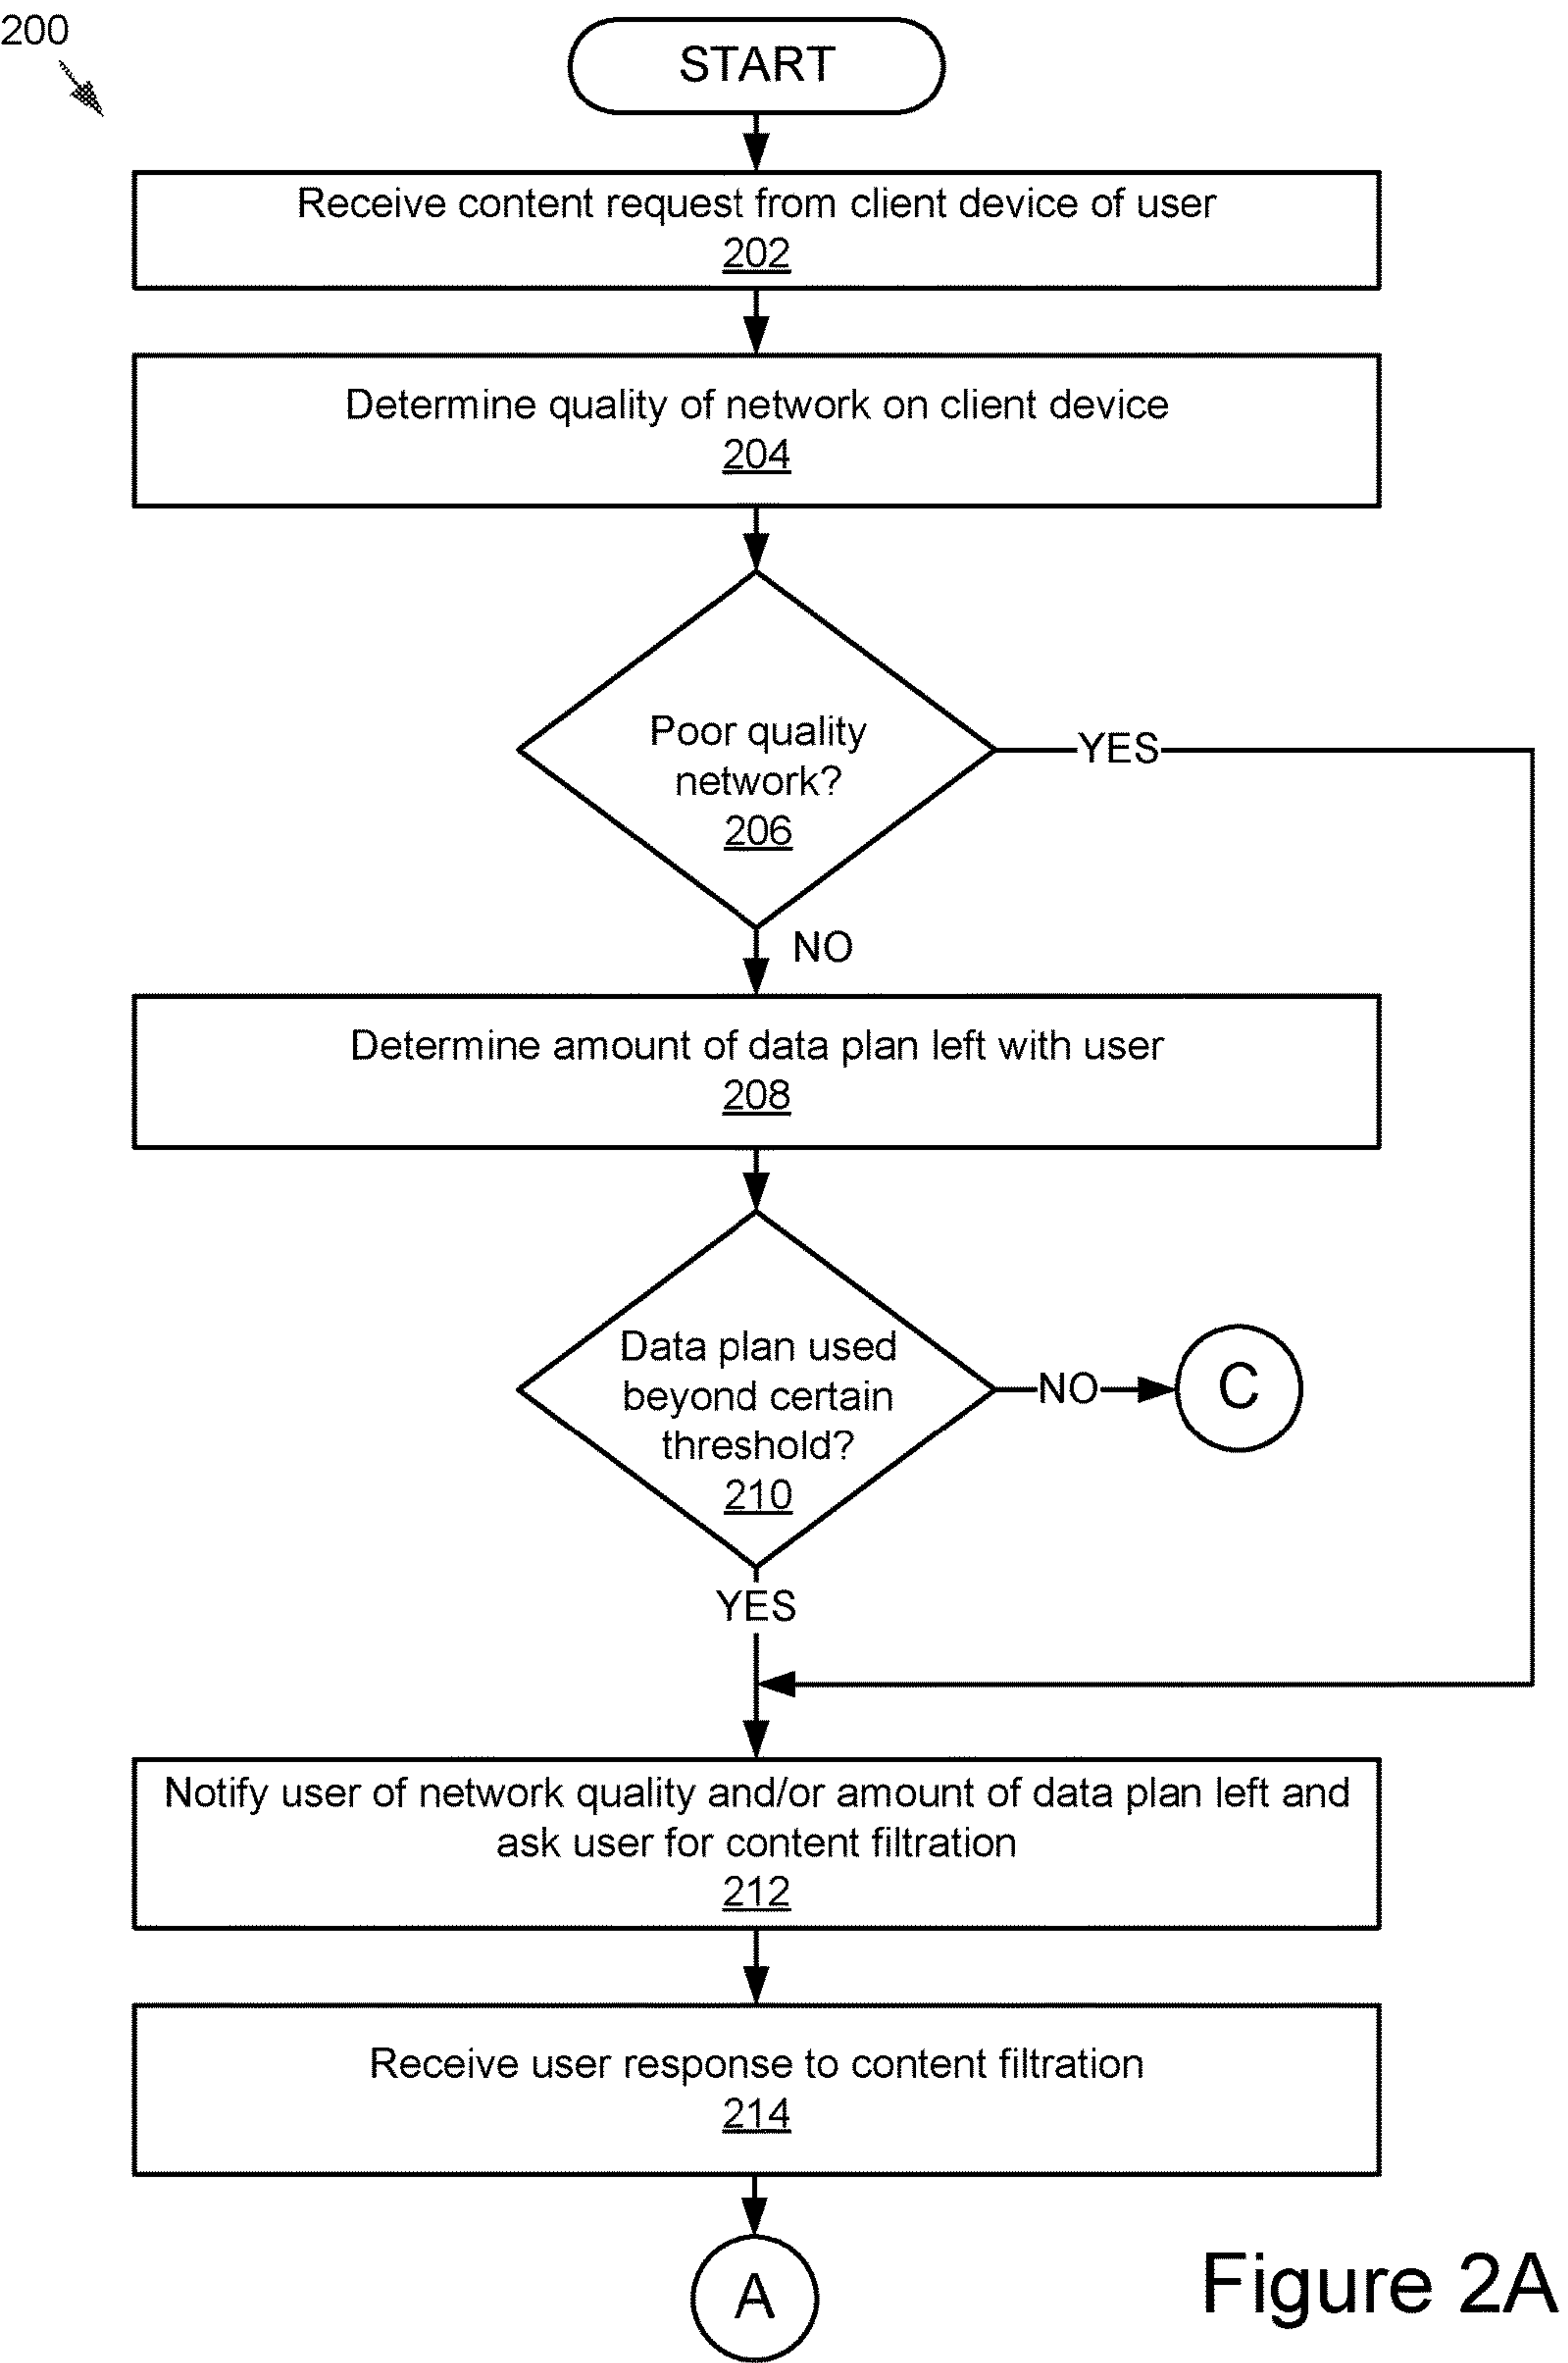 200
START
Receive content request from client device of user
202
Determine quality of network on client device
204
Poor quality
network?
206
YES
NO
Determine amount of data plan left with user
208
Data plan used
beyond certain
threshold?
210
NO
C
YES
Notify user of network quality and/or amount of data plan left and
ask user for content filtration
212
Receive user response to content filtration
214
A
Figure 2A